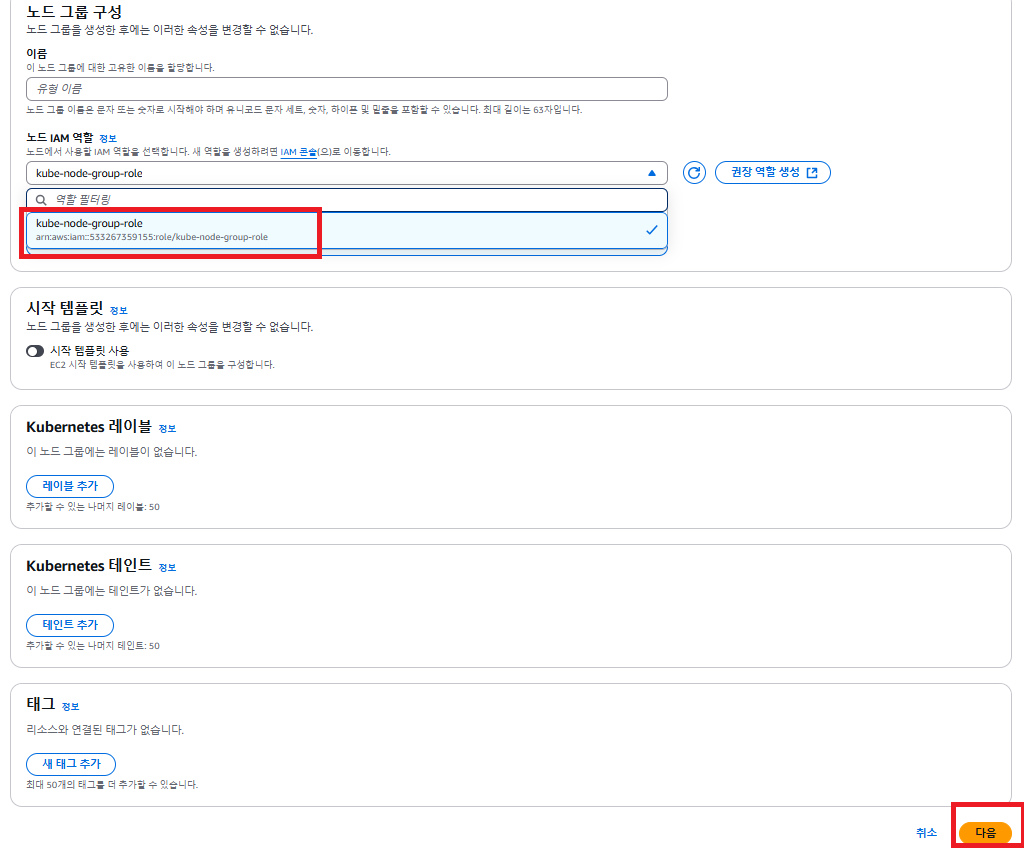 노드 그룹 구성
노드 그룹을 생성한 후에는 이러한 속성을 변경할 수 없습니다.
이름
이 노드 그룹에 대한 고유한 이름을 할당합니다.
유형 이름
노드 그룹 이름은 문자 또는 숫자로 시작해야 하며 유니코드 문자 세트, 숫자, 하이픈 및 밑줄을 포함할 수 있습니다. 최대 길이는 63자입니다.
노드 IAM 역할 정보
노드에서 사용할 IAM 역할을 선택합니다. 새 역할을 생성하려면 IAM 콘솔(으)로 이동합니다.
kube-node-group-role
권장 역할 생성
역할 필터링
kube-node-group-role
arn:aws:iam::533267359155:role/kube-node-group-role
시작 템플릿 정보
노드 그룹을 생성한 후에는 이러한 속성을 변경할 수 없습니다.
시작 템플릿 사용
EC2 시작 템플릿을 사용하여 이 노드 그룹을 구성합니다.
Kubernetes 레이블 정보
이 노드 그룹에는 레이블이 없습니다.
레이블 추가
추가할 수 있는 나머지 레이블: 50
Kubernetes 테인트 정보
이 노드 그룹에는 테인트가 없습니다.
테인트 추가
추가할 수 있는 나머지 테인트: 50
태그 정보
리소스와 연결된 태그가 없습니다.
새 태그 추가
최대 50개의 태그를 더 추가할 수 있습니다.
취소
다음